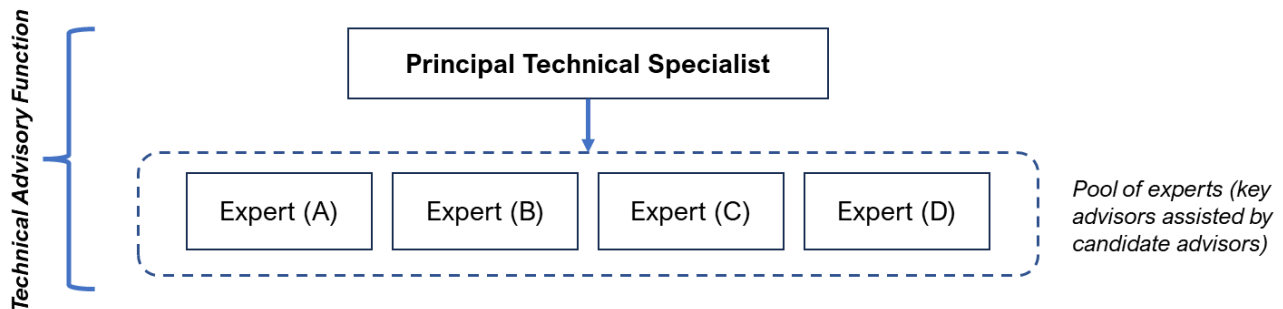 Technical Advisory Function
Principal Technical Specialist
Expert (A)
Expert (B)
Expert (C)
Expert (D)
Pool of experts (key
advisors assisted by
candidate advisors)